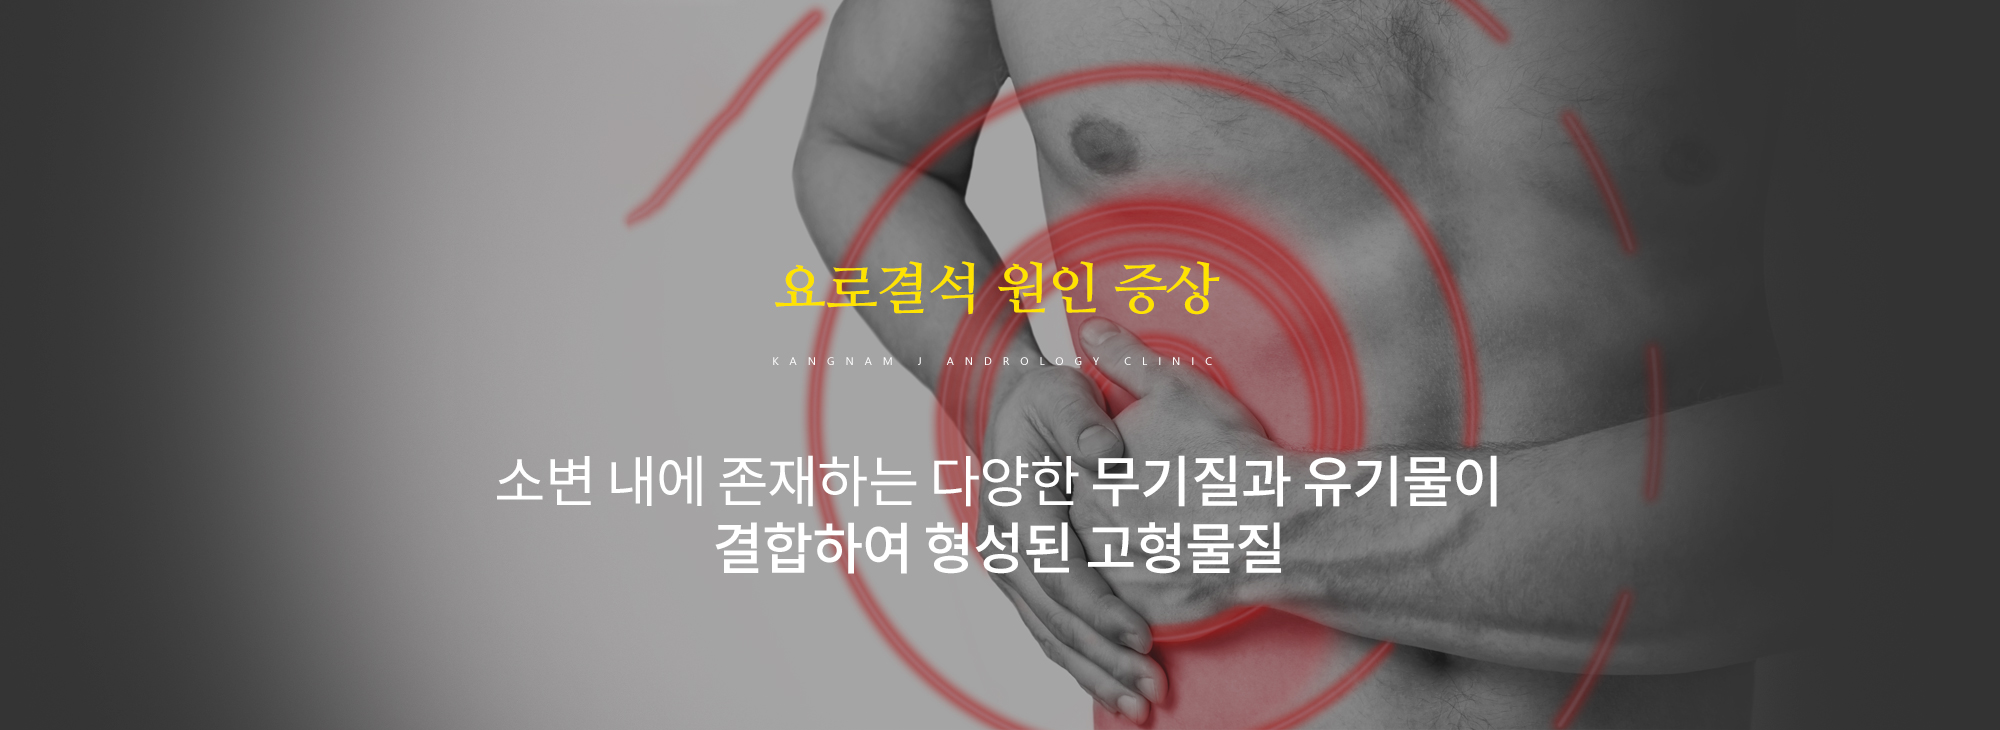 요로결석 원인 증상
KANGNAM J ANDROLOGY CLINIC
소변 내에 존재하는 다양한 무기질과 유기물이
결합하여 형성된 고형물질